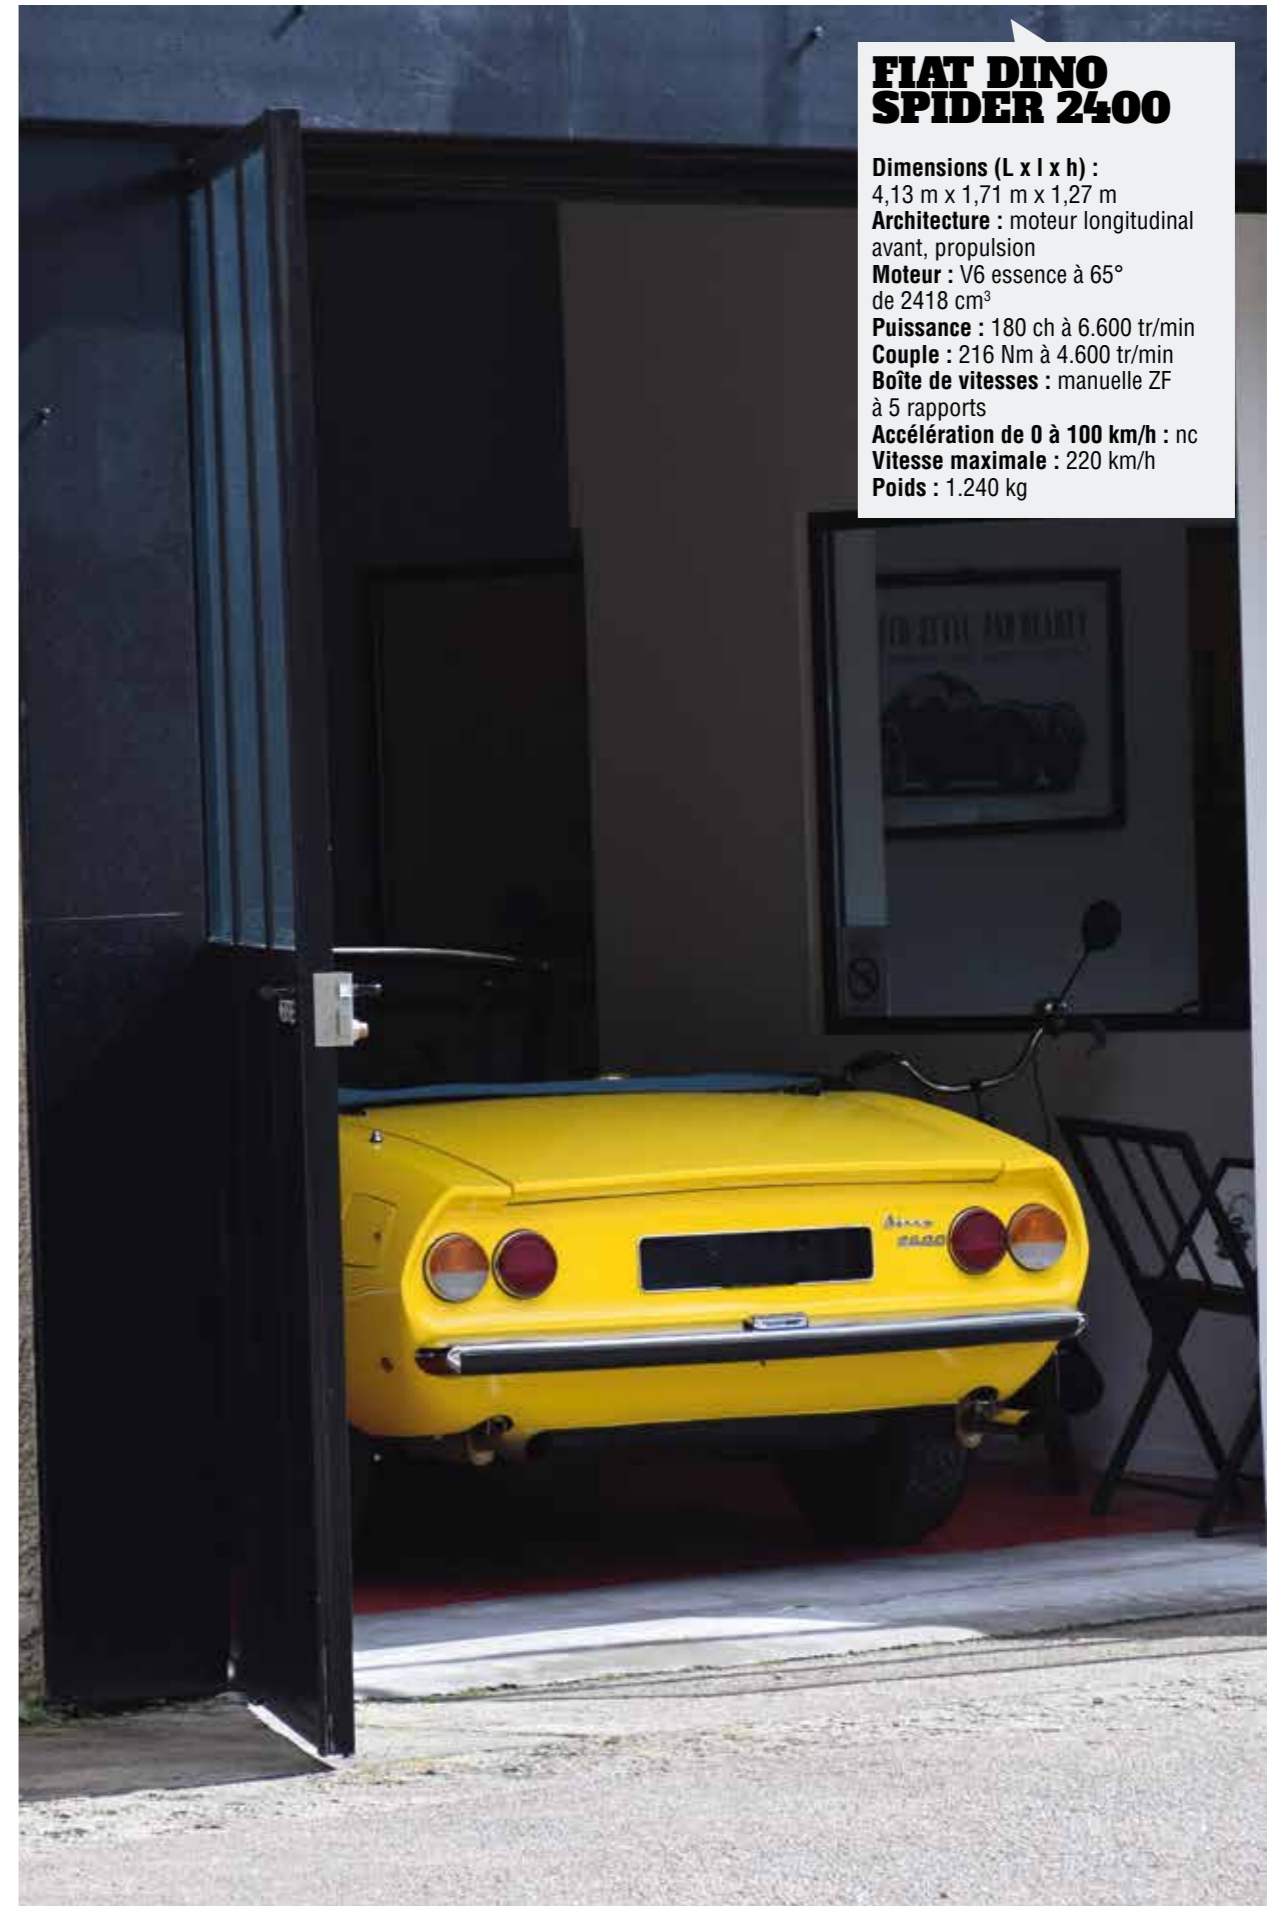 FIAT DINO
SPIDER 2400
Dimensions (L x l x h) :
4,13 m x 1,71 m x 1,27 m
Architecture : moteur longitudinal
avant, propulsion
Moteur : V6 essence à 65°
de 2418 cm³
Puissance : 180 ch à 6.600 tr/min
Couple : 216 Nm à 4.600 tr/min
Boîte de vitesses : manuelle ZF
à 5 rapports
Accélération de 0 à 100 km/h : nc
Vitesse maximale : 220 km/h
Poids : 1.240 kg
Dino
2400